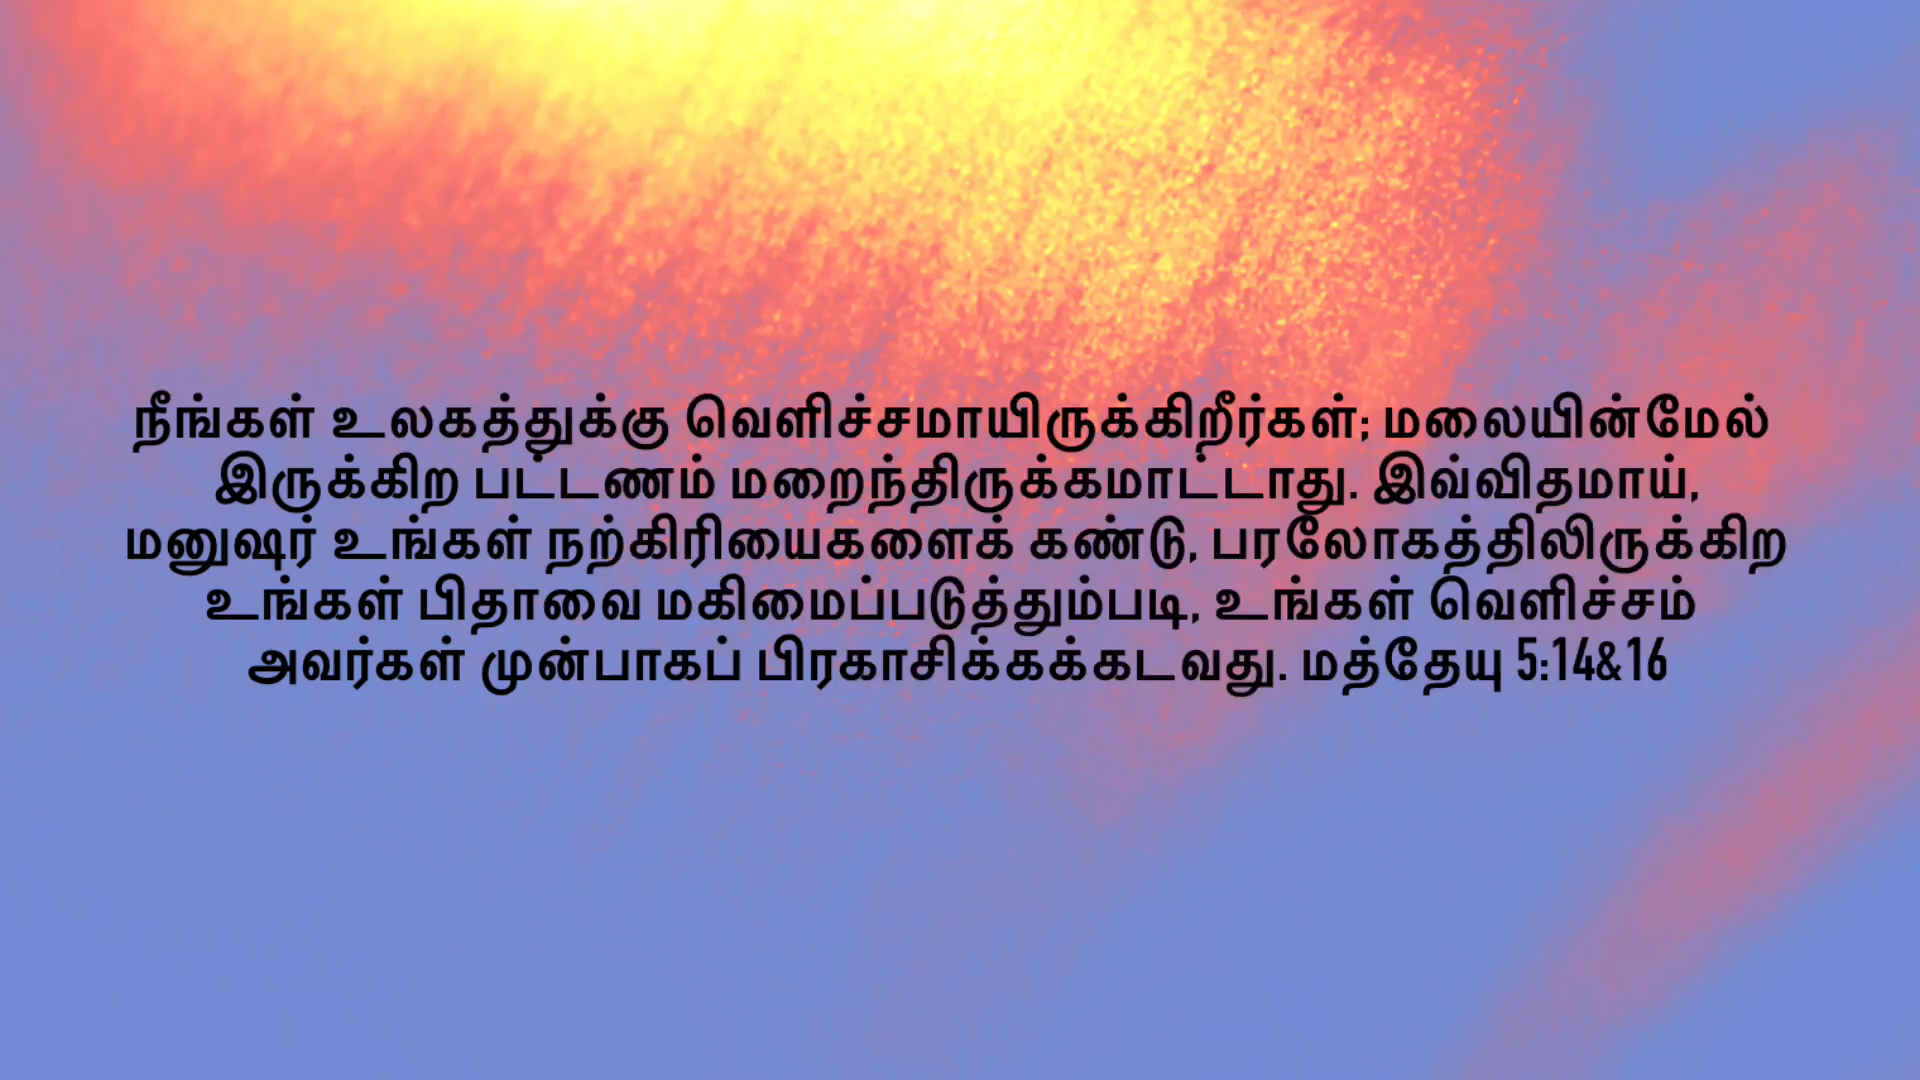 நீங்கள் உலகத்துக்கு வெளிச்சமாயிருக்கிறீர்கள்; மலையின்மேல்
இருக்கிற பட்டணம் மறைந்திருக்கமாட்டாது. இவ்விதமாய்,
மனுஷர் உங்கள் நற்கிரியைகளைக் கண்டு, பரலோகத்திலிருக்கிற
உங்கள் பிதாவை மகிமைப்படுத்தும்படி, உங்கள் வெளிச்சம்
அவர்கள் முன்பாகப் பிரகாசிக்கக்கடவது. மத்தேயு 5:14&16